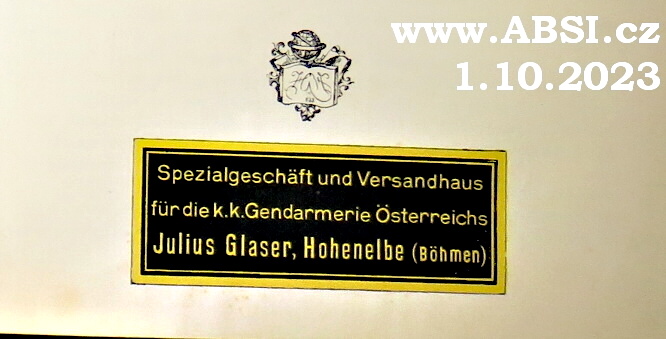 www.ABSI.cz
1.10.2023
Spezialgeschäft und Versandhaus
für die k.k.Gendarmerie Österreichs
Julius Glaser, Hohenelbe (Böhmen)